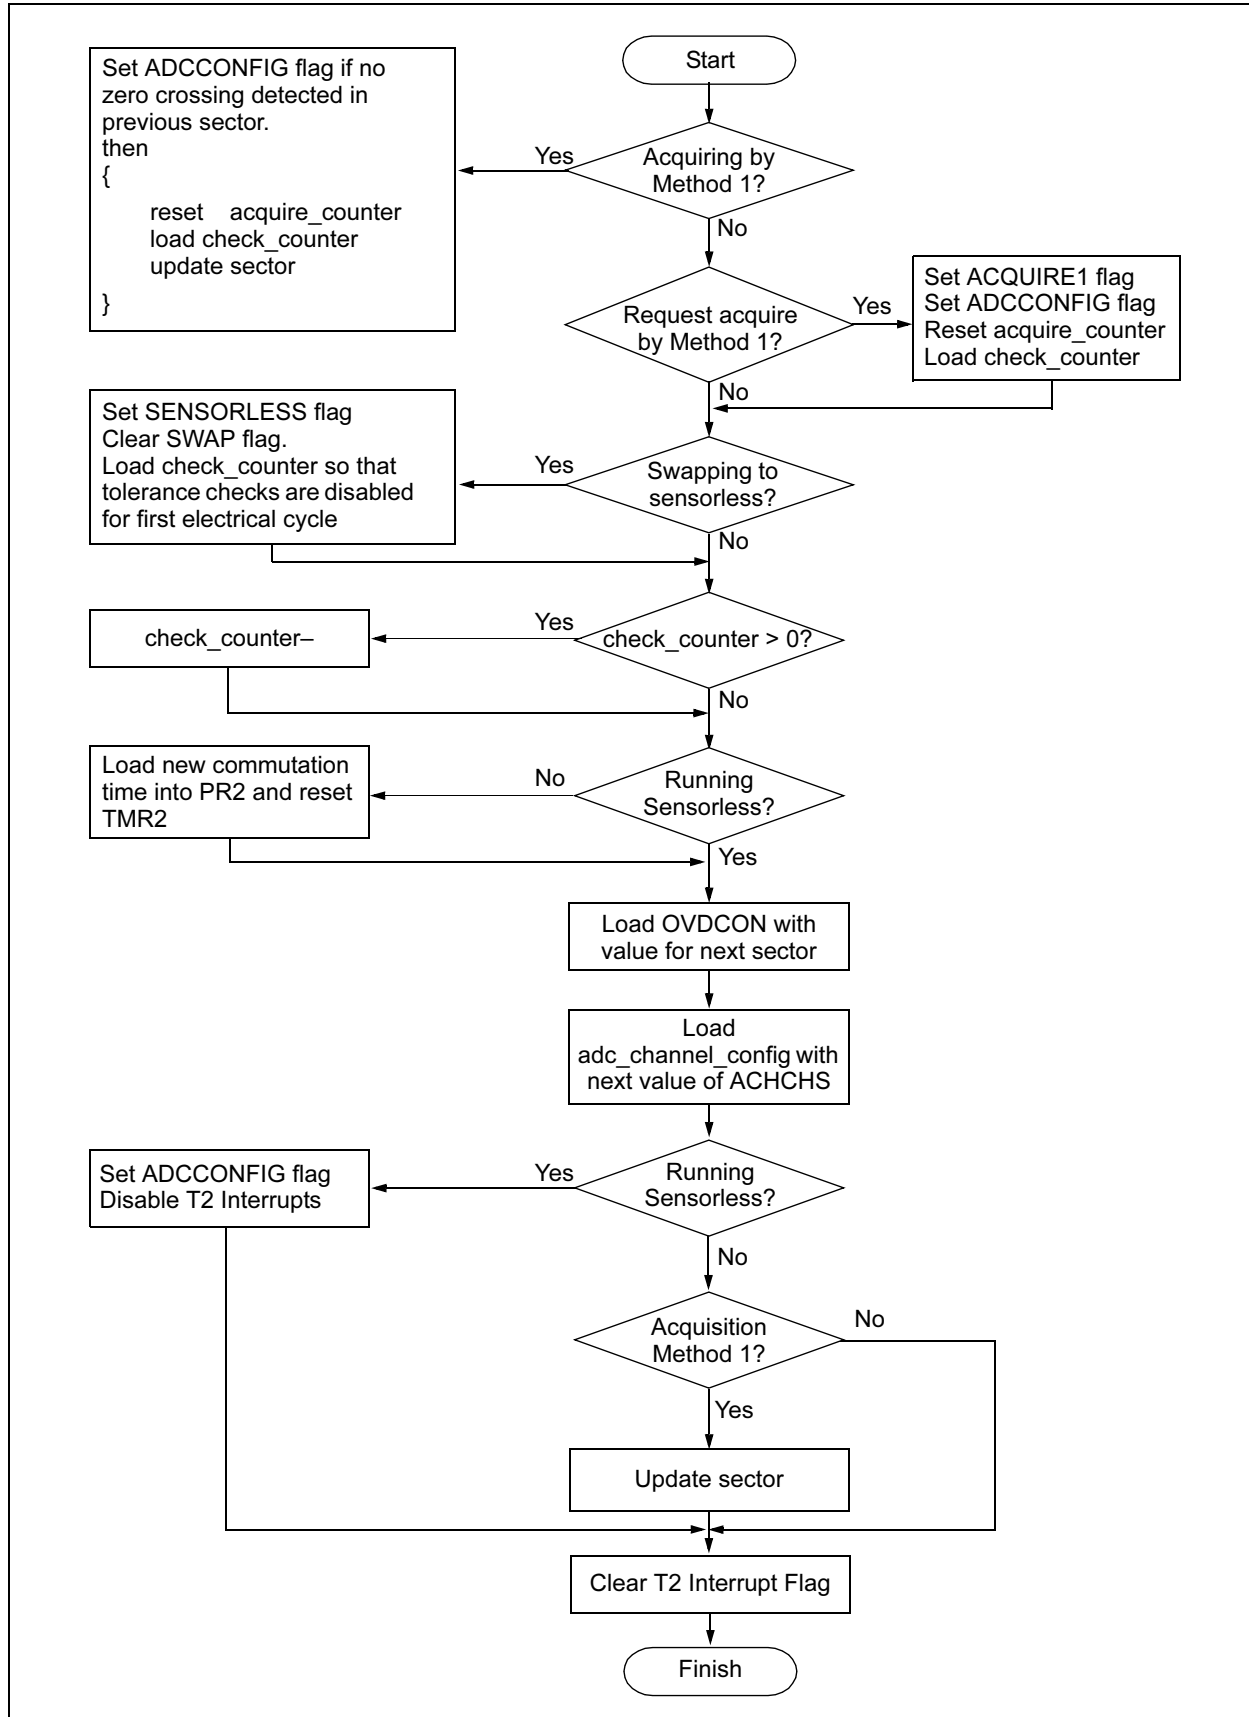 Start
Set ADCCONFIG flag if no
zero crossing detected in
previous sector.
then
{
reset acquire_counter
load check_counter
update sector
}
Yes
Acquiring by
Method 1?
No
Request acquire
by Method 1?
Yes
Set ACQUIRE1 flag
Set ADCCONFIG flag
Reset acquire_counter
Load check_counter
No
Set SENSORLESS flag
Clear SWAP flag.
Load check_counter so that
tolerance checks are disabled
for first electrical cycle
Yes
Swapping to
sensorless?
No
check_counter–
Yes
check_counter > 0?
No
Load new commutation
time into PR2 and reset
TMR2
No
Running
Sensorless?
Yes
Load OVDCON with
value for next sector
Load
adc_channel_config with
next value of ACHCHS
Set ADCCONFIG flag
Disable T2 Interrupts
Yes
Running
Sensorless?
No
Acquisition
Method 1?
No
Yes
Update sector
Clear T2 Interrupt Flag
Finish